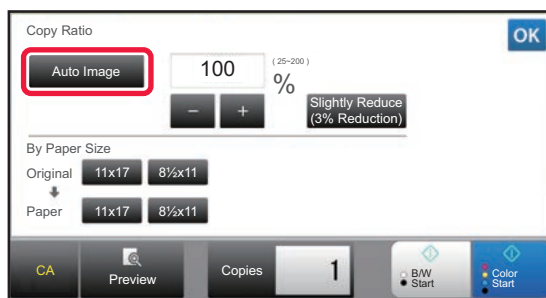 Copy Ratio
OK
Auto Image
100
( 25~200 )
%
−
+
Slightly Reduce
(3% Reduction)
By Paper Size
Original 11x17 8½x11
Paper 11x17 8½x11
CA
Preview
Copies
1
B/W
Start
Color
Start